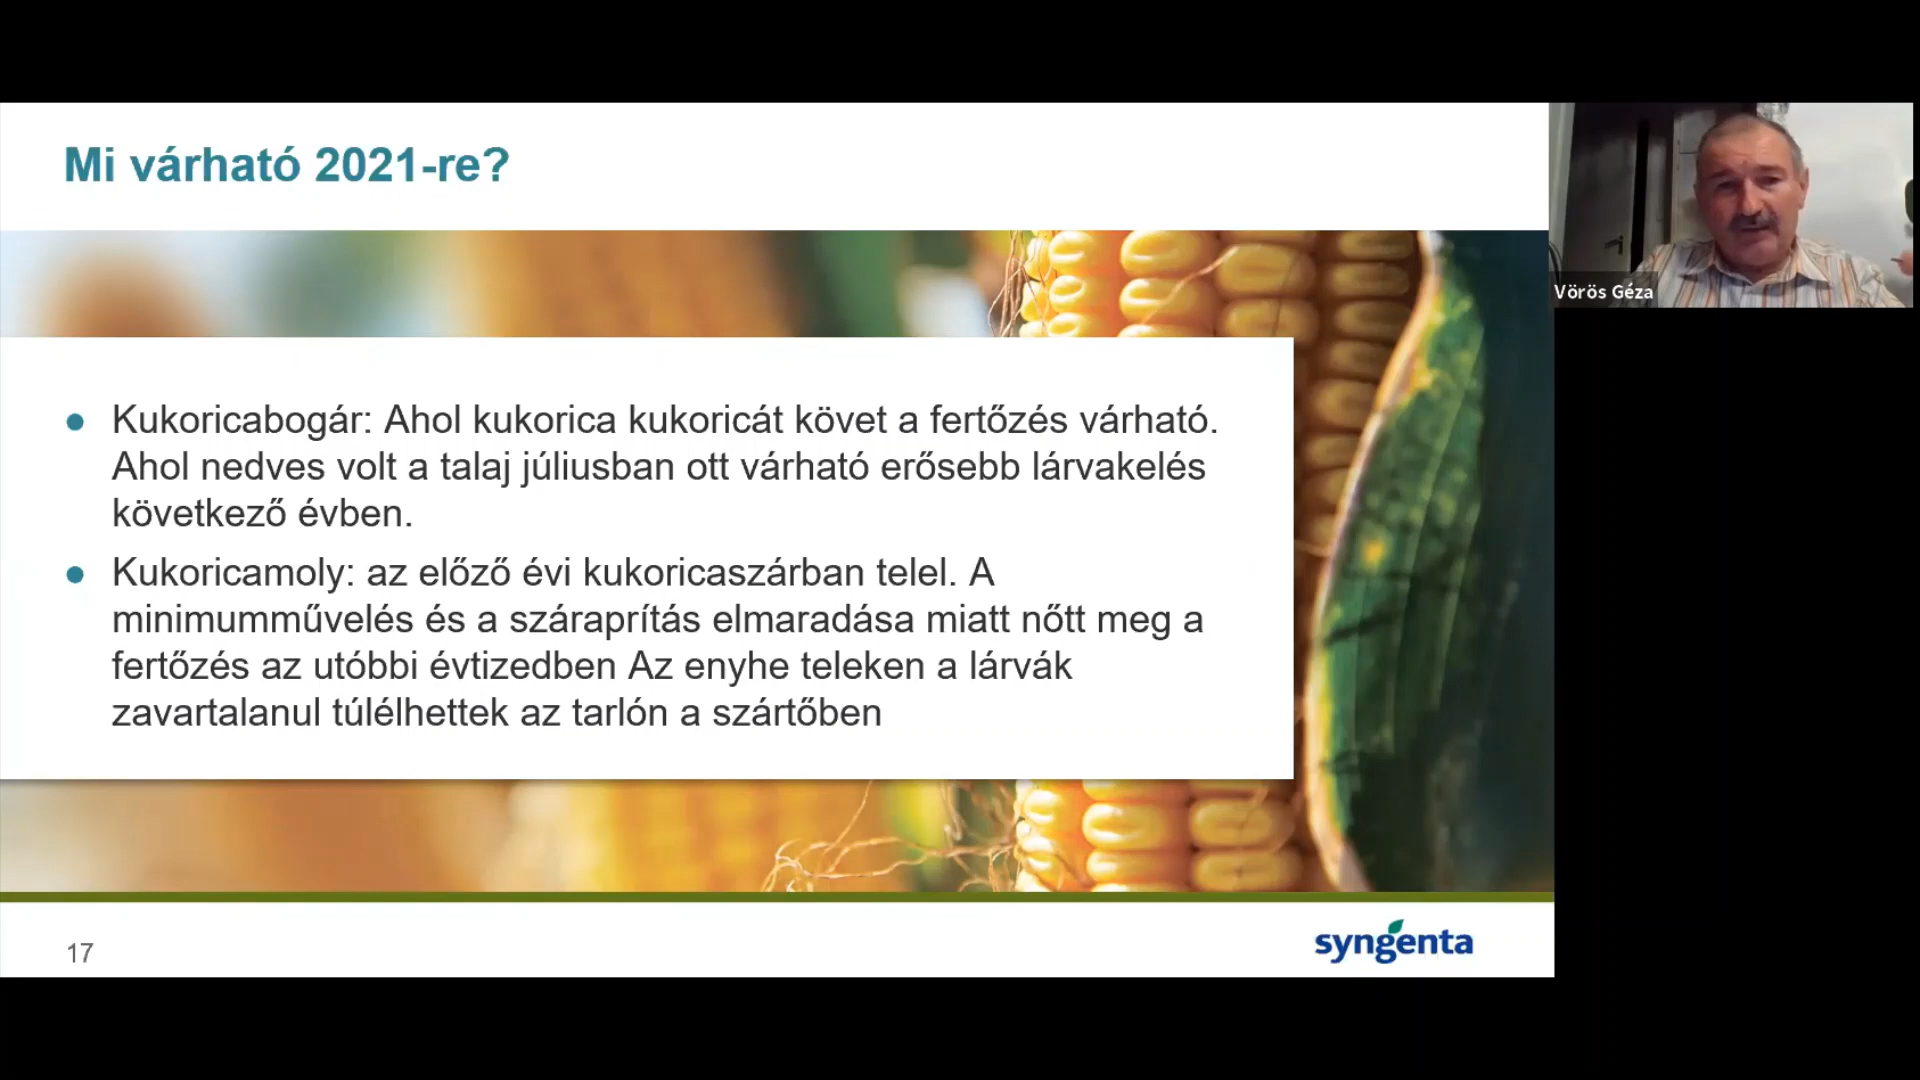 Mi várható 2021-re?
Vörös Géza
● Kukoricabogár: Ahol kukorica kukoricát követ a fertőzés várható.
Ahol nedves volt a talaj júliusban ott várható erősebb lárvakelés
következő évben.
● Kukoricamoly: az előző évi kukoricaszárban telel. A
minimumművelés és a száraprítás elmaradása miatt nőtt meg a
fertőzés az utóbbi évtizedben Az enyhe teleken a lárvák
zavartalanul túlélhettek az tarlón a szártőben
17
syngenta